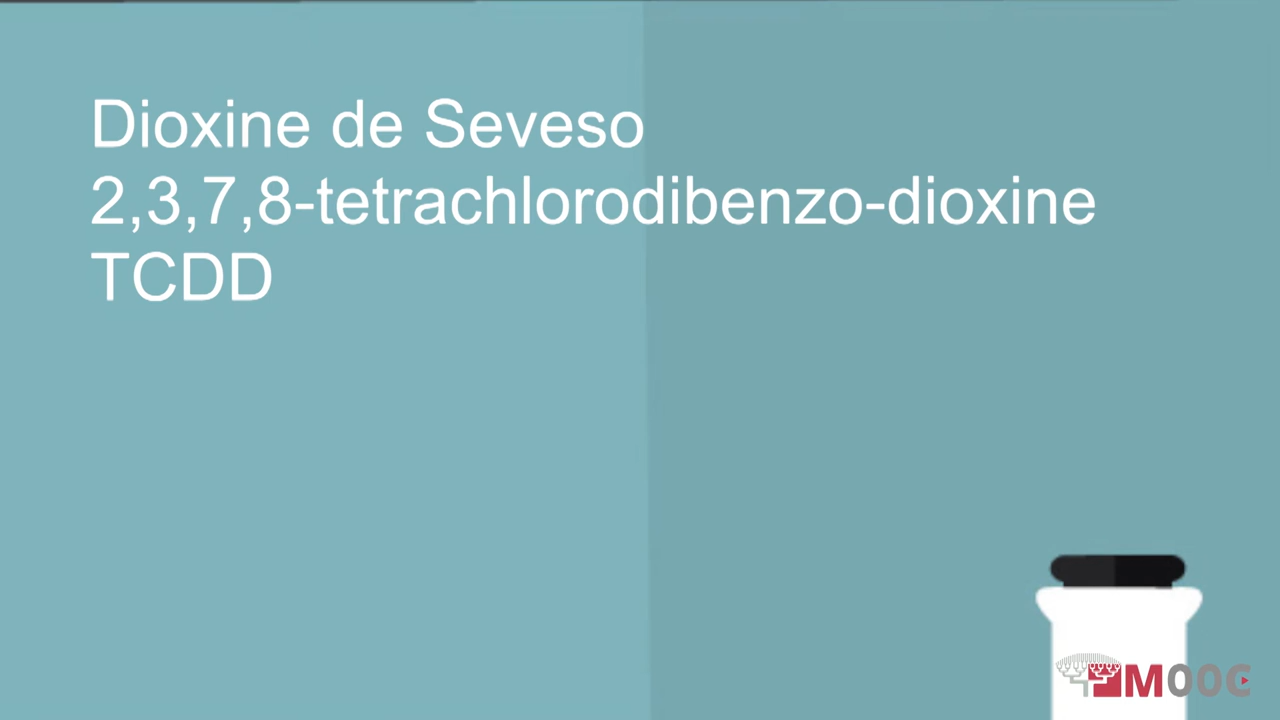 Dioxine de Seveso
2,3,7,8-tetrachlorodibenzo-dioxine
TCDD
MOOC